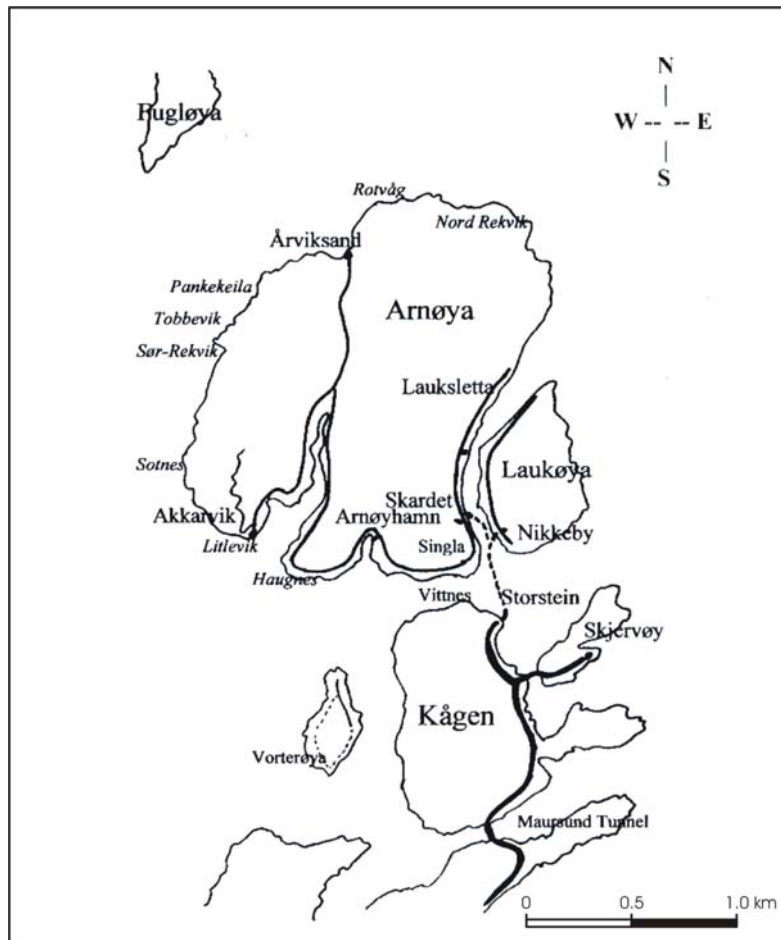 N
Fugløya
W -- -- E
S
Rotvåg
Nord Rekvik
Årviksand
Pankekeila
Arnøya
Tobbevik
Sør-Rekvik
Lauksletta
Sotnes
Laukøya
Skardet
Akkarvik
Arnøyhamn
Nikkeby
Litlevik
Singla
Haugnes
Vittnes
Storstein
Skjervøy
Kågen
Vorterøya
Maursund Tunnel
0 0.5 1.0 km